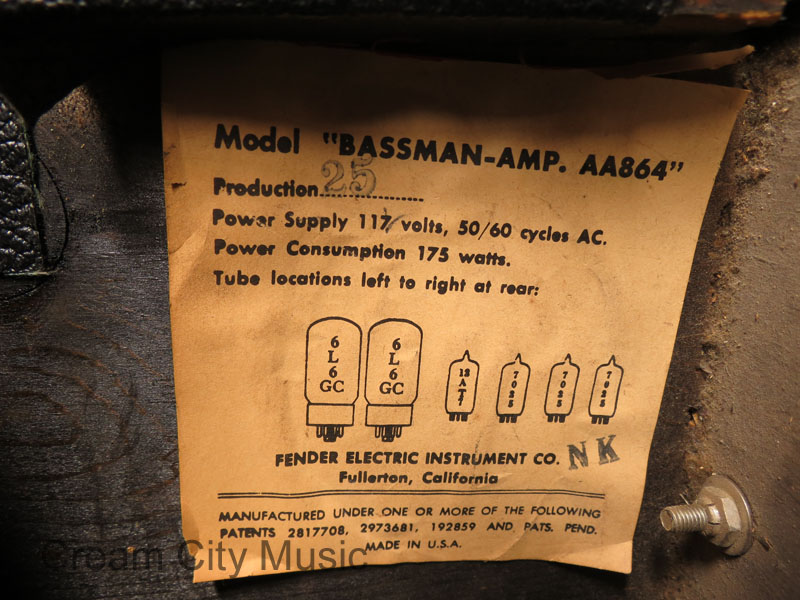 Model "BASSMAN-AMP. AA864"
Production 25
Power Supply 117 volts, 50/60 cycles AC.
Power Consumption 175 watts.
Tube locations left to right at rear:
6L6GC 6L6GC 12AT7 7025 7025 7025
FENDER ELECTRIC INSTRUMENT CO. NK
Fullerton, California
MANUFACTURED UNDER ONE OR MORE OF THE FOLLOWING
PATENTS 2817708, 2973681, 192859 AND PATS. PEND.
MADE IN U.S.A.
Cream City Music